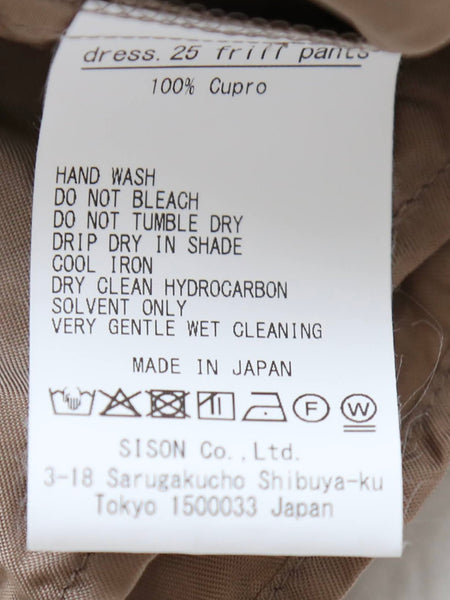 dress. 25 frill pants
100% Cupro
HAND WASH
DO NOT BLEACH
DO NOT TUMBLE DRY
DRIP DRY IN SHADE
COOL IRON
DRY CLEAN HYDROCARBON
SOLVENT ONLY
VERY GENTLE WET CLEANING
MADE IN JAPAN
F W
SISON Co.,Ltd.
3-18 Sarugakucho Shibuya-ku
Tokyo 1500033 Japan